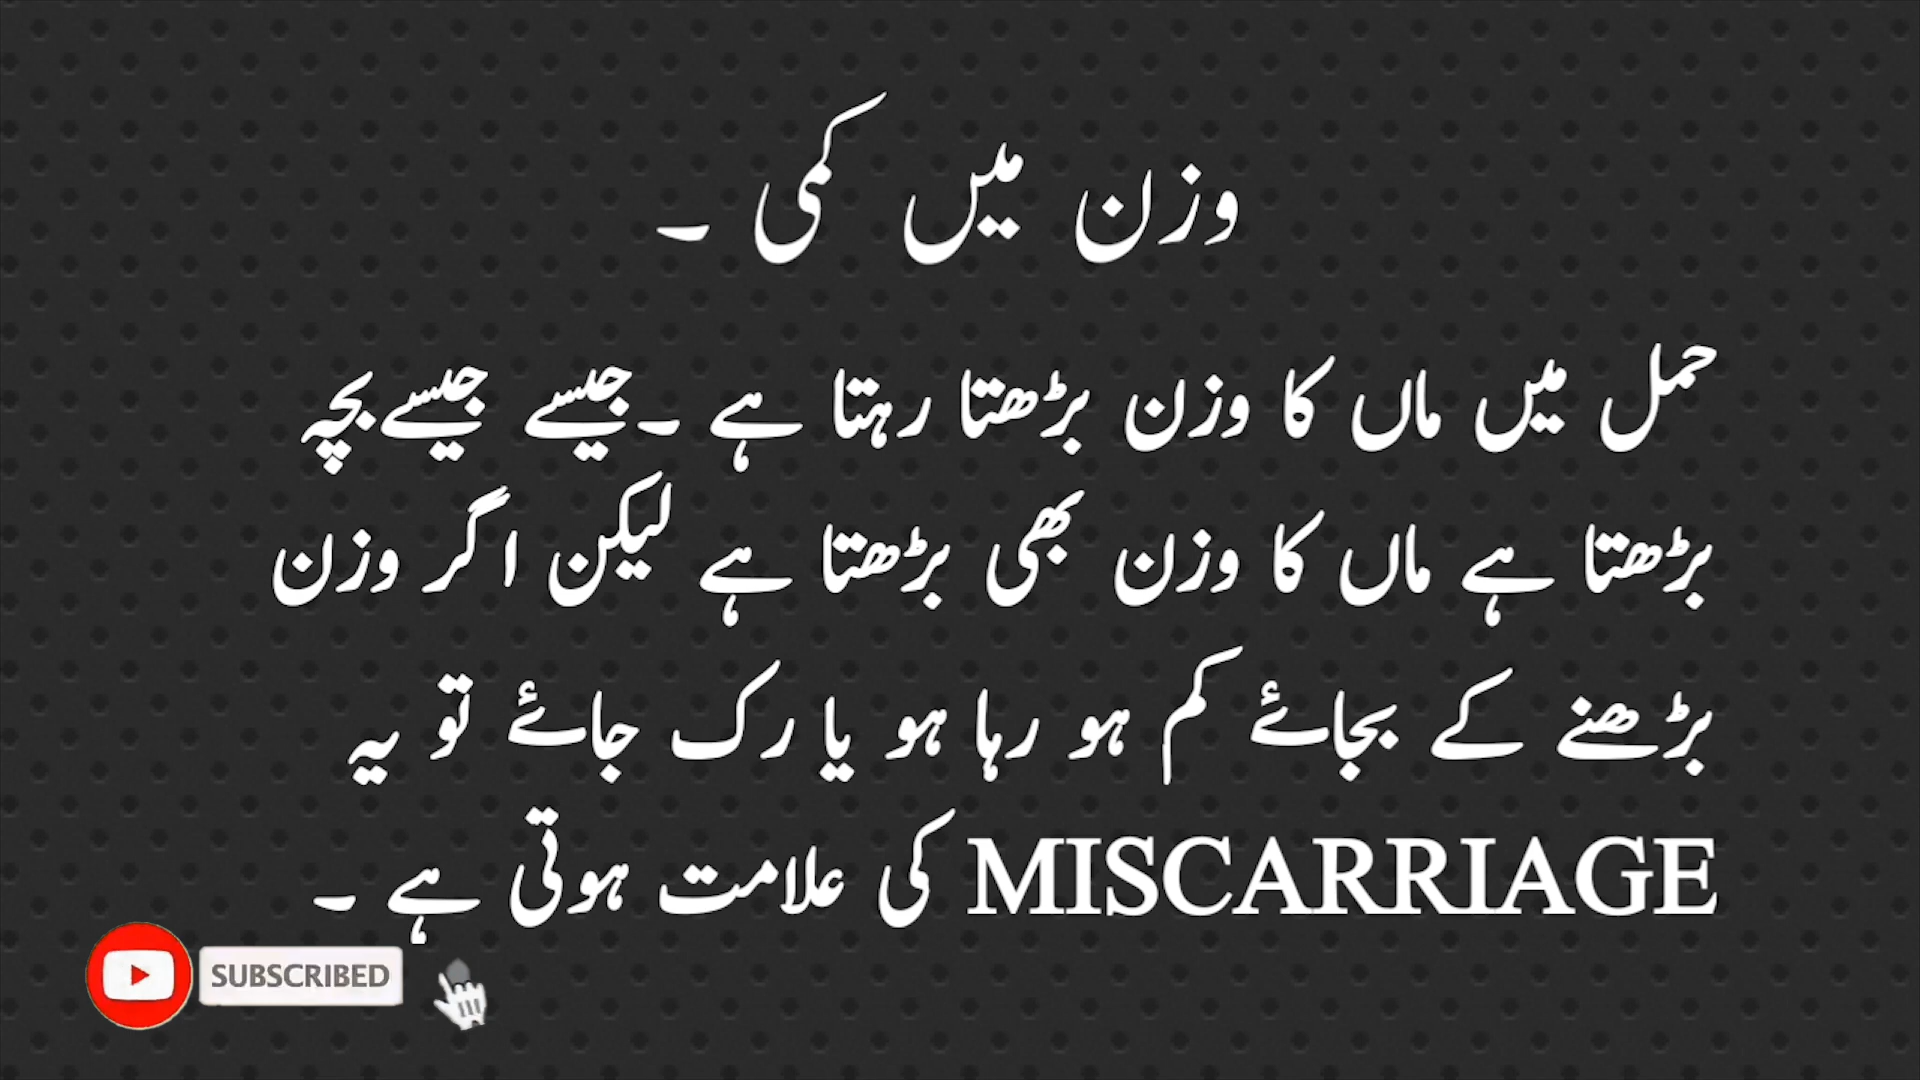 وزن میں کمی ۔
حمل میں ماں کا وزن بڑھتا رہتا ہے ۔جیسے جیسے بچہ
بڑھتا ہے ماں کا وزن بھی بڑھتا ہے لیکن اگر وزن
بڑھنے کے بجائے کم ہو رہا ہو یا رک جائے تو یہ
MISCARRIAGE کی علامت ہوتی ہے ۔
SUBSCRIBED